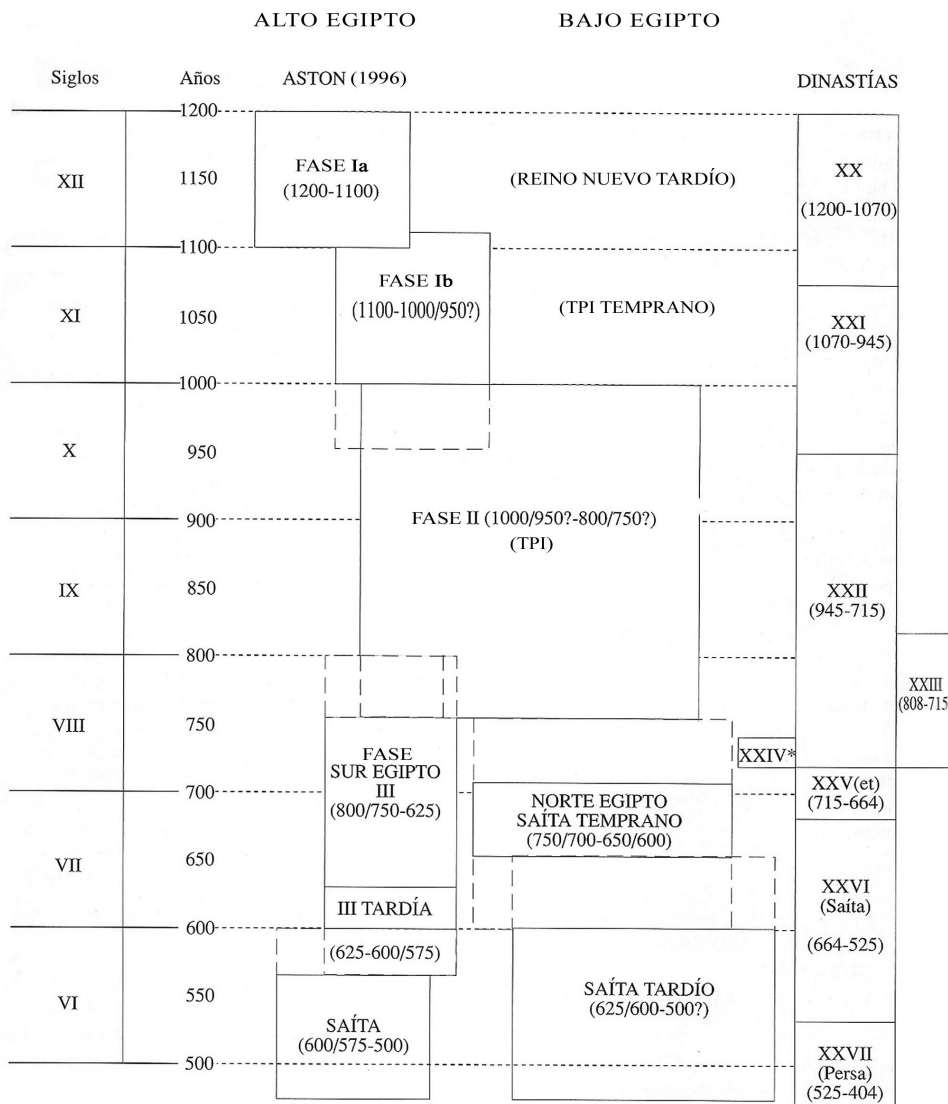 ALTO EGIPTO BAJO EGIPTO
Siglos Años ASTON (1996) DINASTÍAS
1200
FASE Ia
XII 1150 (REINO NUEVO TARDÍO) XX
(1200-1100)
(1200-1070)
1100
FASE Ib
(1100-1000/950?)
XI 1050 (TPI TEMPRANO) XXI
(1070-945)
1000
X 950
900
FASE II (1000/950?-800/750?)
(TPI)
IX 850 XXII
(945-715)
800
XXIII
(808-715
VIII 750
FASE
SUR EGIPTO
III
(800/750-625)
XXIV*
XXV(et)
(715-664)
700
NORTE EGIPTO
SAÍTA TEMPRANO
(750/700-650/600)
VII 650
XXVI
(Saíta)
(664-525)
III TARDÍA
600
(625-600/575)
VI 550
SAÍTA TARDÍO
(625/600-500?)
SAÍTA
(600/575-500)
500
XXVII
(Persa)
(525-404)